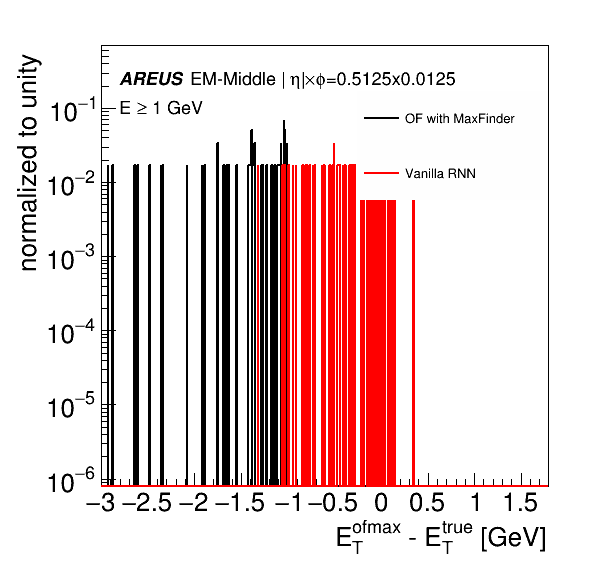 AREUS EM-Middle | η|×ϕ=0.5125x0.0125
E ≥ 1 GeV
OF with MaxFinder
Vanilla RNN
normalized to unity
10⁻¹
10⁻²
10⁻³
10⁻⁴
10⁻⁵
10⁻⁶
−3 −2.5 −2 −1.5 −1 −0.5 0 0.5 1 1.5
E_T^ofmax - E_T^true [GeV]